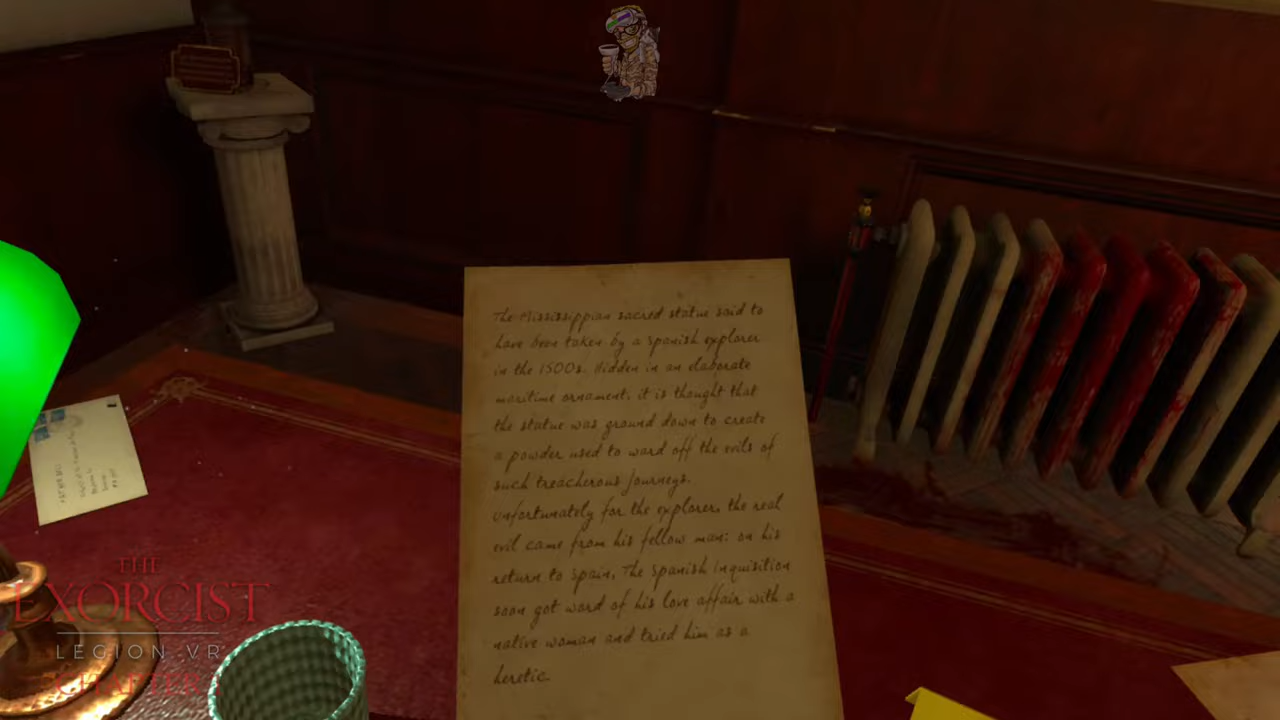 The Mississippian sacred statue said to
have been taken by a Spanish explorer
in the 1500s. Hidden in an elaborate
maritime ornament, it is thought that
the statue was ground down to create
a powder used to ward off the evils of
such treacherous journeys.
Unfortunately for the explorer, the real
evil came from his fellow man: on his
return to Spain, The Spanish Inquisition
soon got word of his love affair with a
native woman and tried him as a
heretic.
THE
EXORCIST
LEGION VR
CHAPTER